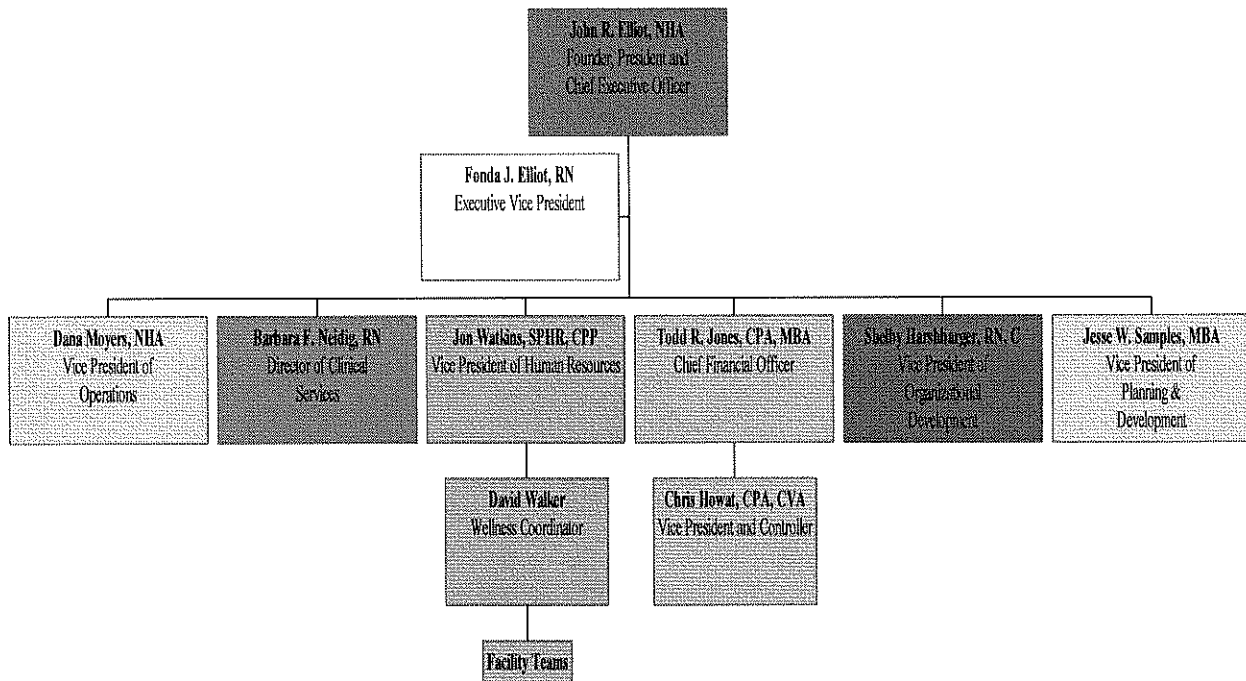 John R. Elliot, NHA
Founder, President and
Chief Executive Officer
Fonda J. Elliot, RN
Executive Vice President
Dana Moyers, NHA
Vice President of
Operations
Barbara F. Neidig, RN
Director of Clinical
Services
Jon Watkins, SPHR, CPP
Vice President of Human Resources
Todd R. Jones, CPA, MBA
Chief Financial Officer
Shelby Harshbarger, RN, C
Vice President of
Organizational
Development
Jesse W. Samples, MBA
Vice President of
Planning &
Development
David Walker
Wellness Coordinator
Chris Howat, CPA, CVA
Vice President and Controller
Facility Teams